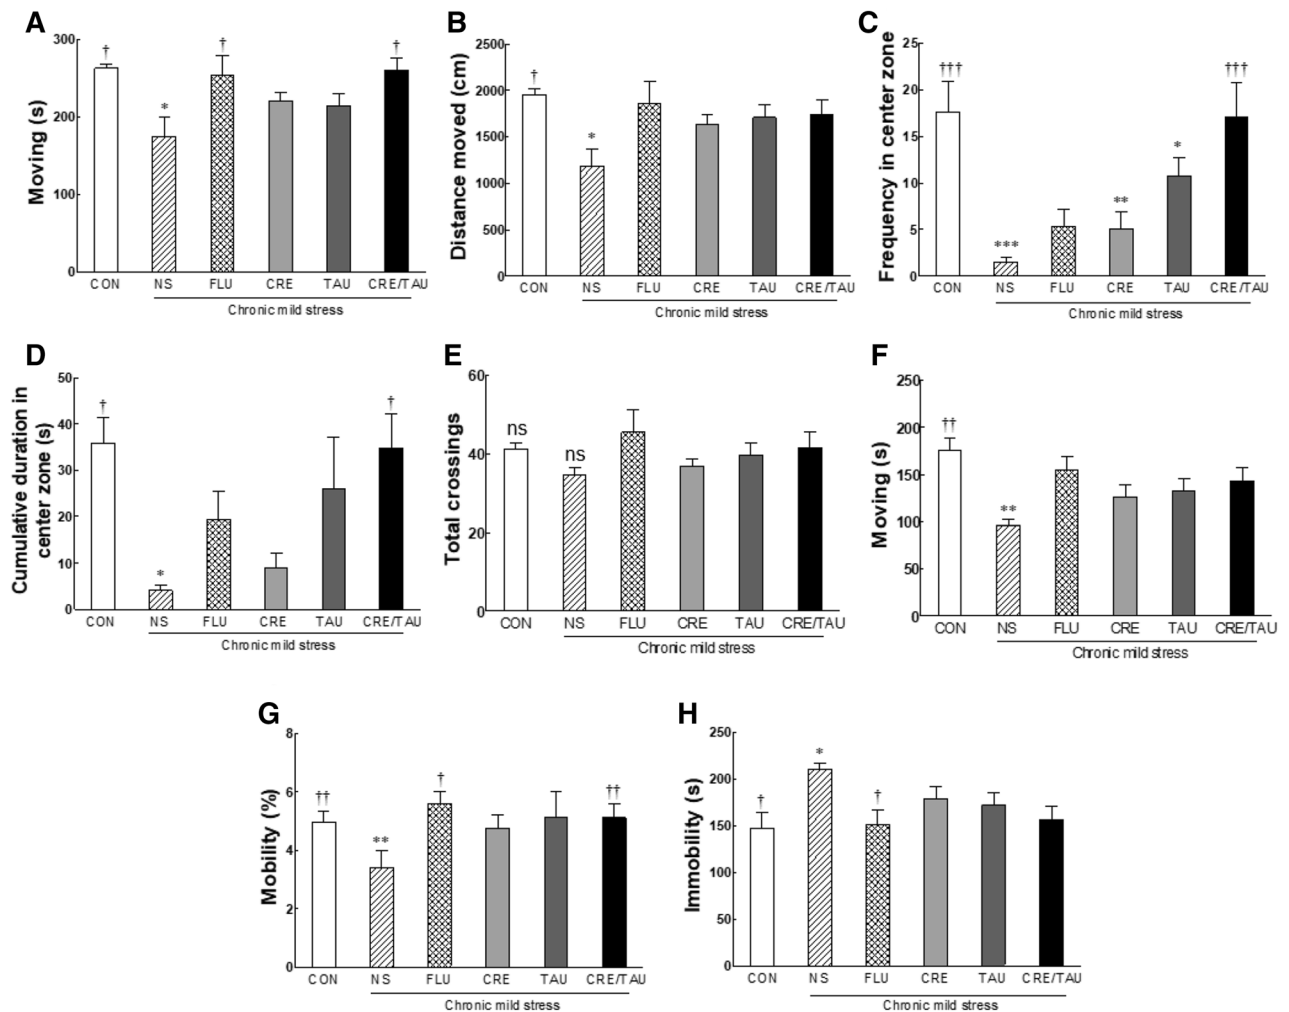 A
Moving (s)
300
200
100
0
†
*
†
†
CON NS FLU CRE TAU CRE/TAU
Chronic mild stress
B
Distance moved (cm)
2500
2000
1500
1000
500
0
†
*
CON NS FLU CRE TAU CRE/TAU
Chronic mild stress
C
Frequency in center zone
25
20
15
10
5
0
†††
***
**
*
†††
CON NS FLU CRE TAU CRE/TAU
Chronic mild stress
D
Cumulative duration in
center zone (s)
50
40
30
20
10
0
†
*
†
CON NS FLU CRE TAU CRE/TAU
Chronic mild stress
E
Total crossings
60
40
20
0
ns
ns
CON NS FLU CRE TAU CRE/TAU
Chronic mild stress
F
Moving (s)
250
200
150
100
50
0
††
**
CON NS FLU CRE TAU CRE/TAU
Chronic mild stress
G
Mobility (%)
8
6
4
2
0
††
**
†
††
CON NS FLU CRE TAU CRE/TAU
Chronic mild stress
H
Immobility (s)
250
200
150
100
50
0
†
*
†
CON NS FLU CRE TAU CRE/TAU
Chronic mild stress